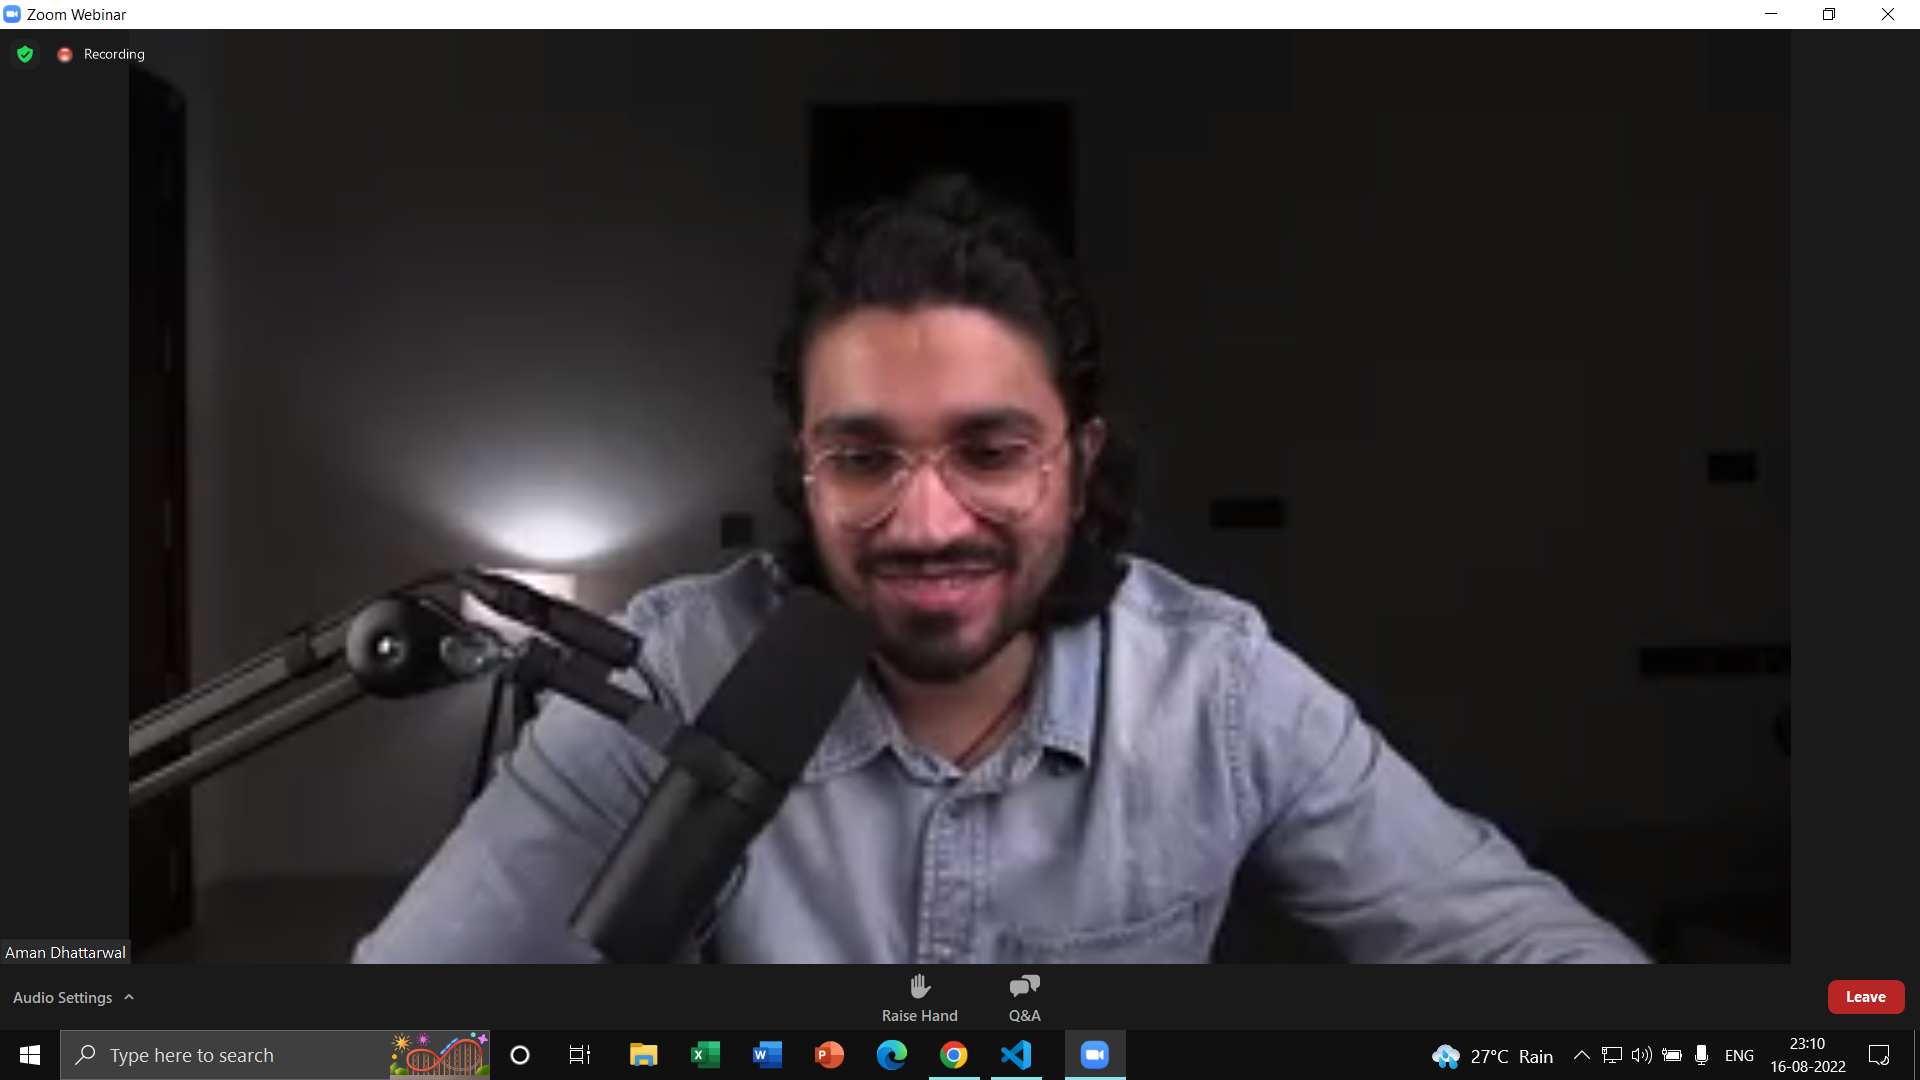 Zoom Webinar
Recording
Aman Dhattarwal
Audio Settings
Raise Hand
Q&A
Leave
Type here to search
27°C Rain
ENG
23:10
16-08-2022